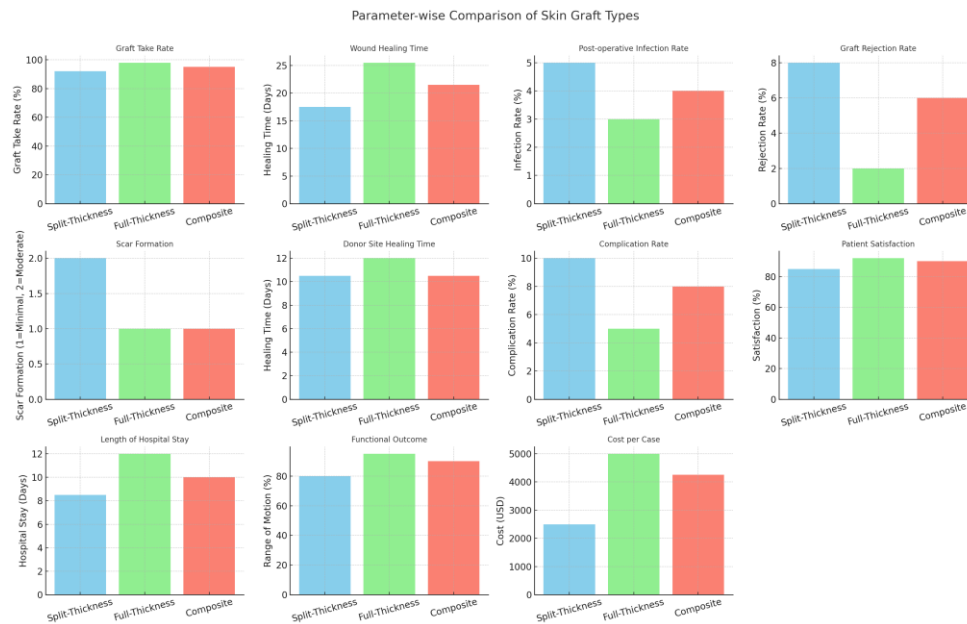 Parameter-wise Comparison of Skin Graft Types
Graft Take Rate
Graft Take Rate (%)
100
80
60
40
20
0
Split-Thickness
Full-Thickness
Composite
Wound Healing Time
Healing Time (Days)
25
20
15
10
5
0
Split-Thickness
Full-Thickness
Composite
Post-operative Infection Rate
Infection Rate (%)
5
4
3
2
1
0
Split-Thickness
Full-Thickness
Composite
Graft Rejection Rate
Rejection Rate (%)
8
6
4
2
0
Split-Thickness
Full-Thickness
Composite
Scar Formation
Scar Formation (1=Minimal, 2=Moderate)
2.0
1.5
1.0
0.5
0.0
Split-Thickness
Full-Thickness
Composite
Donor Site Healing Time
Healing Time (Days)
12
10
8
6
4
2
0
Split-Thickness
Full-Thickness
Composite
Complication Rate
Complication Rate (%)
10
8
6
4
2
0
Split-Thickness
Full-Thickness
Composite
Patient Satisfaction
Satisfaction (%)
80
60
40
20
0
Split-Thickness
Full-Thickness
Composite
Length of Hospital Stay
Hospital Stay (Days)
12
10
8
6
4
2
0
Split-Thickness
Full-Thickness
Composite
Functional Outcome
Range of Motion (%)
80
60
40
20
0
Split-Thickness
Full-Thickness
Composite
Cost per Case
Cost (USD)
5000
4000
3000
2000
1000
0
Split-Thickness
Full-Thickness
Composite